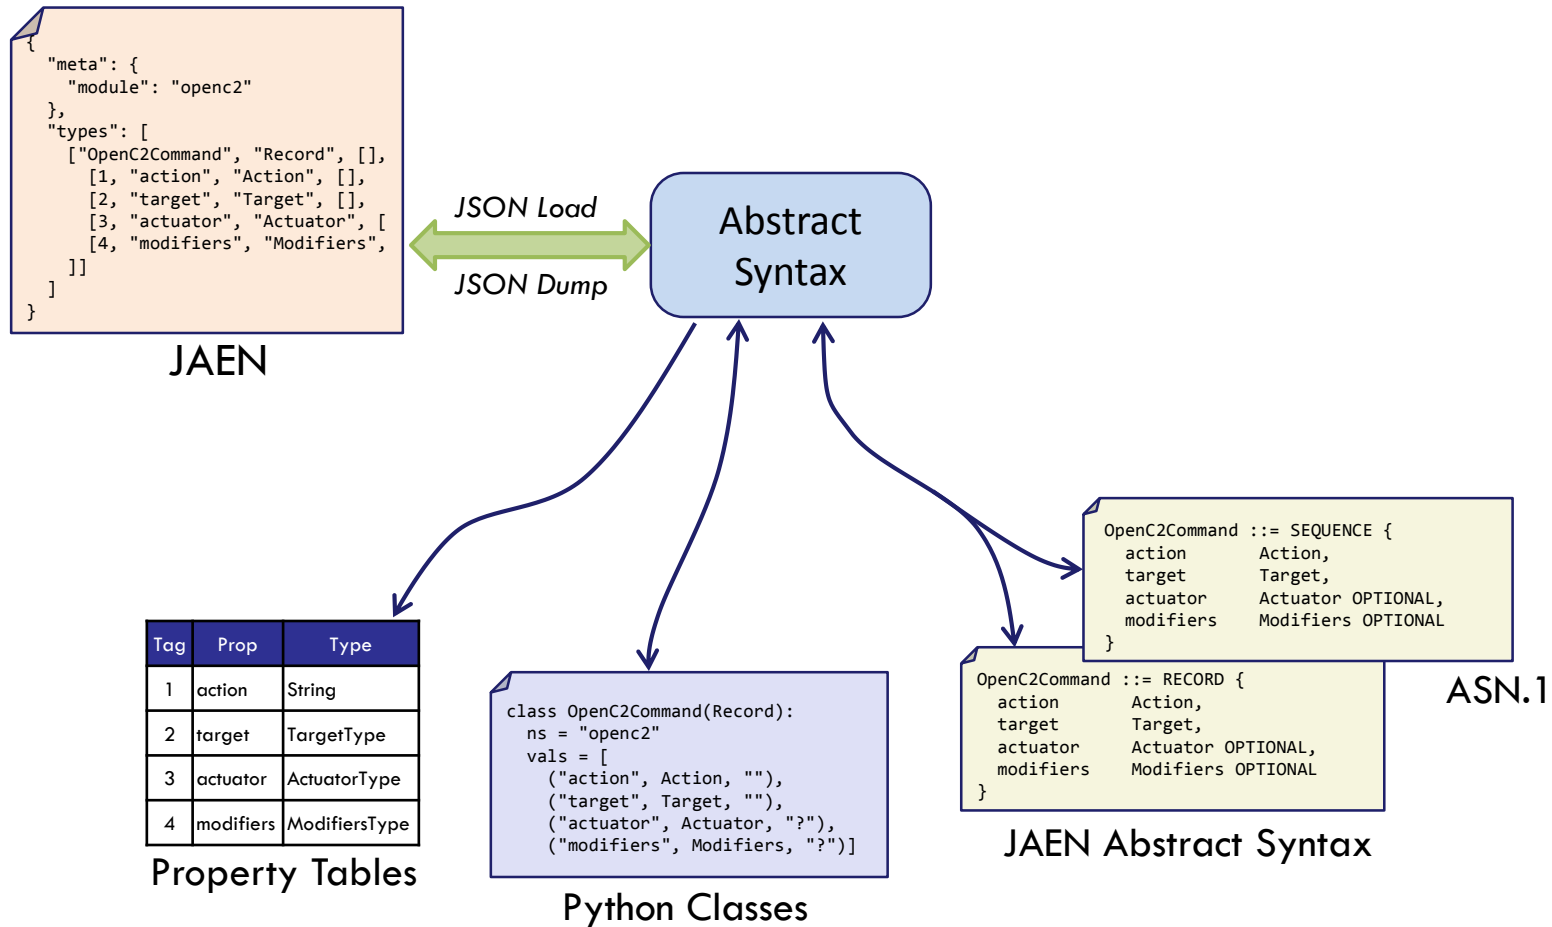 {
  "meta": {
    "module": "openc2"
  },
  "types": [
    ["OpenC2Command", "Record", [],
      [1, "action", "Action", [],
      [2, "target", "Target", [],
      [3, "actuator", "Actuator", [
      [4, "modifiers", "Modifiers",
    ]]
  ]
}
JAEN
JSON Load
JSON Dump
Abstract
Syntax
Tag Prop Type
1 action String
2 target TargetType
3 actuator ActuatorType
4 modifiers ModifiersType
Property Tables
class OpenC2Command(Record):
  ns = "openc2"
  vals = [
    ("action", Action, ""),
    ("target", Target, ""),
    ("actuator", Actuator, "?"),
    ("modifiers", Modifiers, "?")]
Python Classes
OpenC2Command ::= SEQUENCE {
  action Action,
  target Target,
  actuator Actuator OPTIONAL,
  modifiers Modifiers OPTIONAL
}
ASN.1
OpenC2Command ::= RECORD {
  action Action,
  target Target,
  actuator Actuator OPTIONAL,
  modifiers Modifiers OPTIONAL
}
JAEN Abstract Syntax